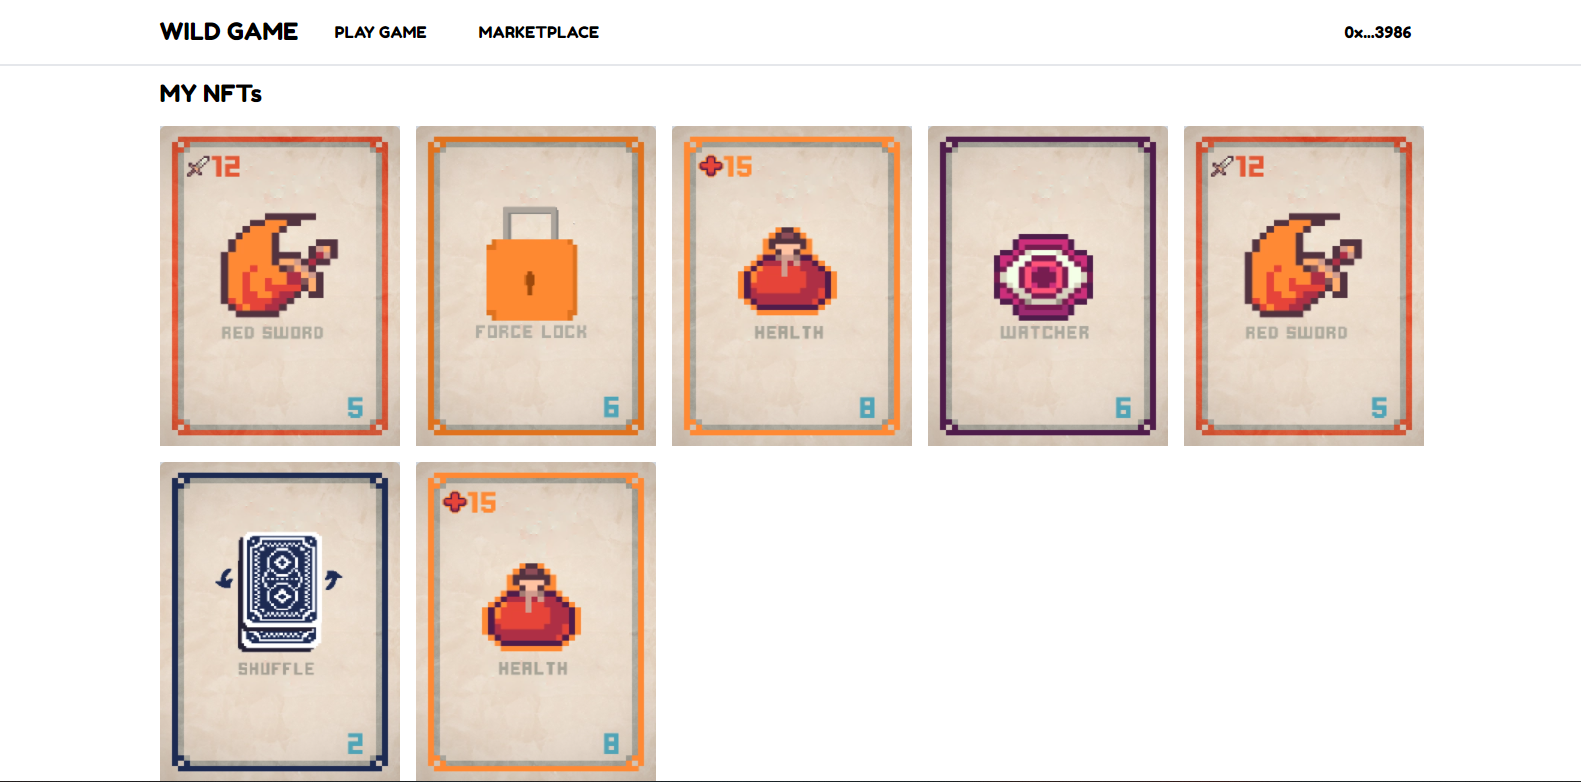 WILD GAME PLAY GAME MARKETPLACE 0x...3986
MY NFTs
12
RED SWORD
5
FORCE LOCK
6
15
HEALTH
8
WATCHER
6
12
RED SWORD
5
SHUFFLE
2
15
HEALTH
8